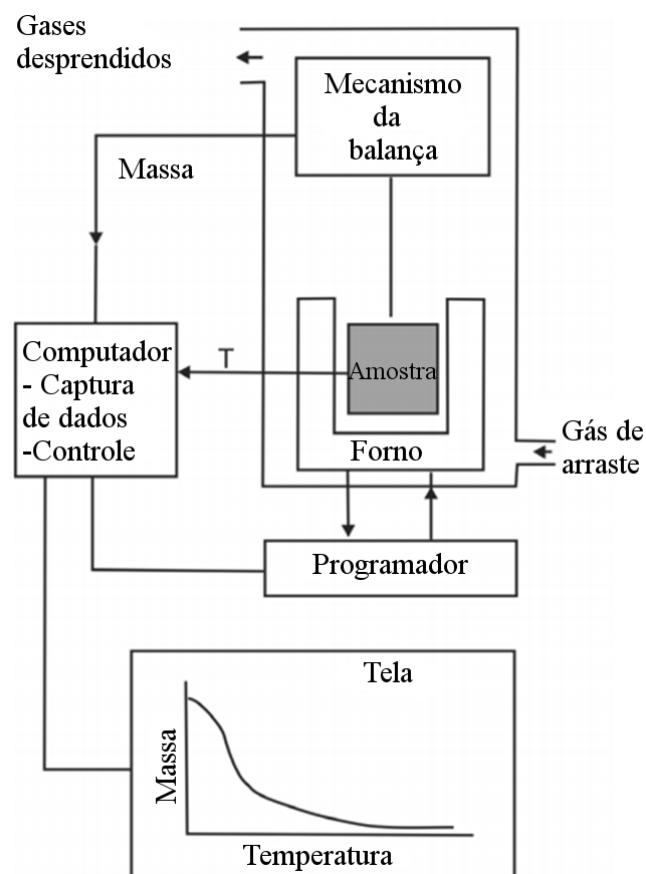 Gases
desprendidos
Mecanismo
da
balança
Massa
Computador
- Captura
de dados
-Controle
T
Amostra
Forno
Gás de
arraste
Programador
Tela
Massa
Temperatura